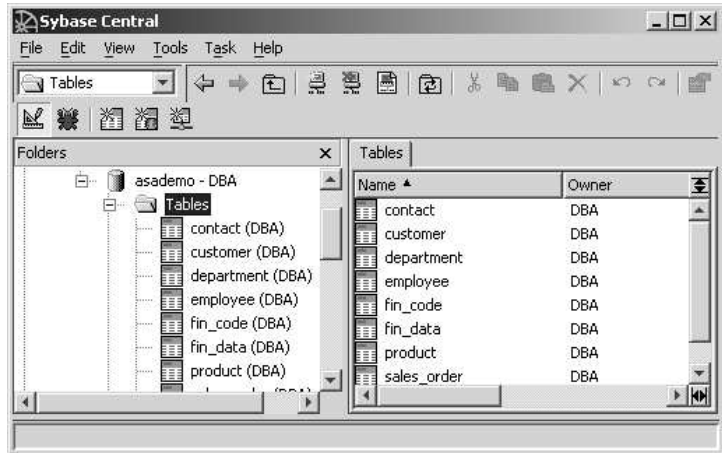 Sybase Central
File Edit View Tools Task Help
Tables
Folders
asademo - DBA
Tables
contact (DBA)
customer (DBA)
department (DBA)
employee (DBA)
fin_code (DBA)
fin_data (DBA)
product (DBA)
Tables
Name Owner
contact DBA
customer DBA
department DBA
employee DBA
fin_code DBA
fin_data DBA
product DBA
sales_order DBA